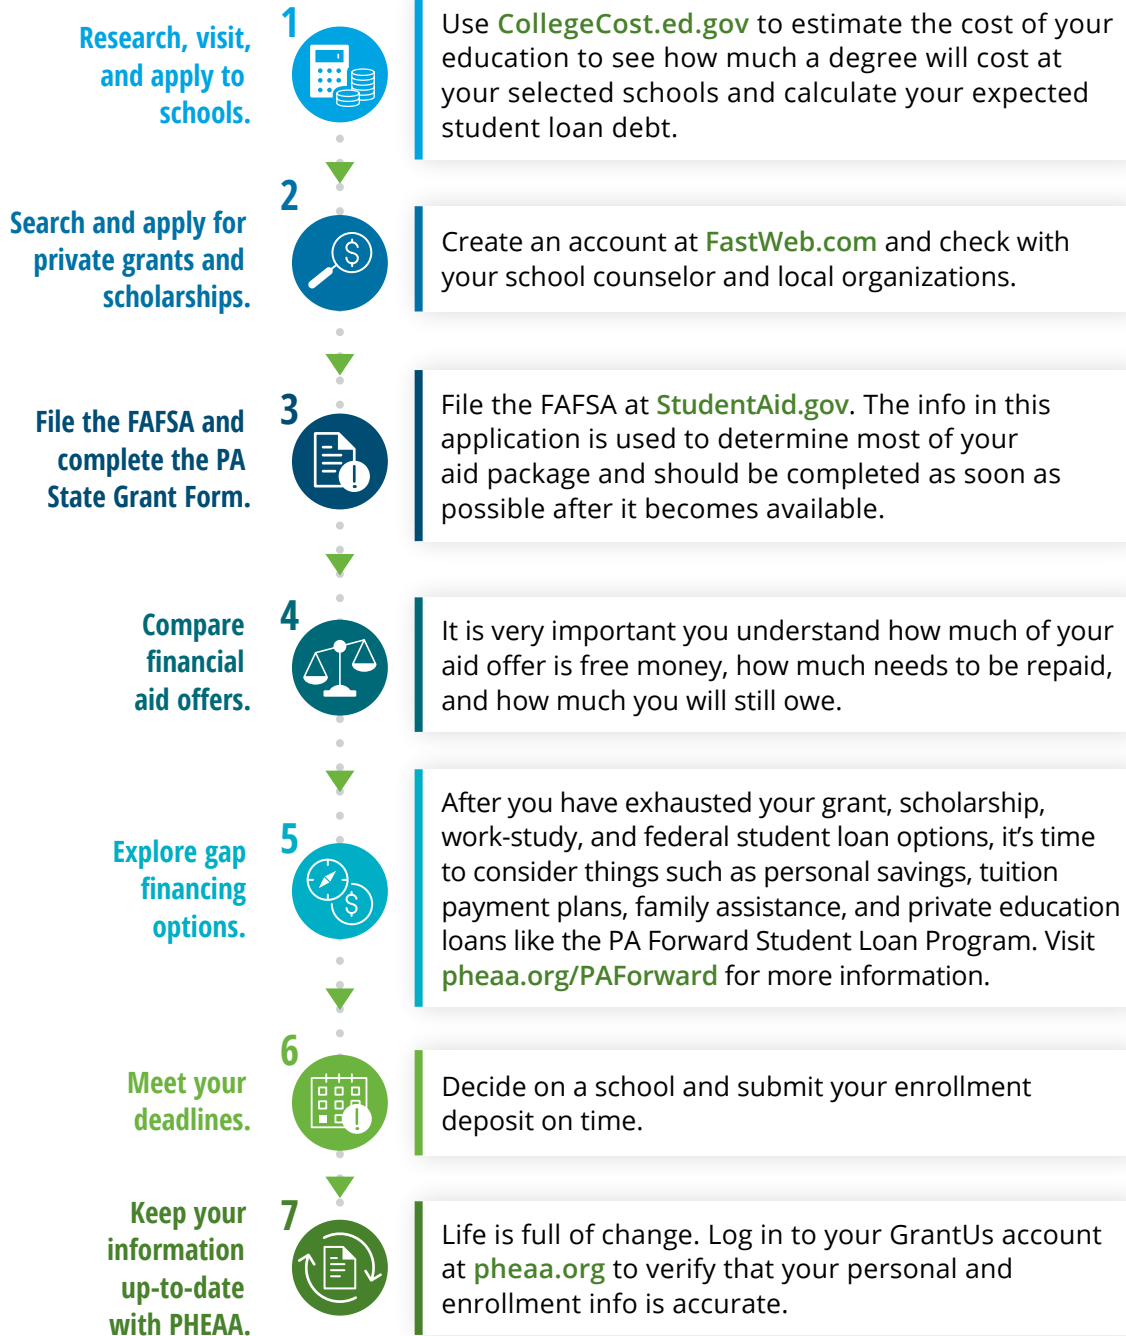 1
Research, visit,
and apply to
schools.
Use CollegeCost.ed.gov to estimate the cost of your
education to see how much a degree will cost at
your selected schools and calculate your expected
student loan debt.
2
Search and apply for
private grants and
scholarships.
Create an account at FastWeb.com and check with
your school counselor and local organizations.
3
File the FAFSA and
complete the PA
State Grant Form.
File the FAFSA at StudentAid.gov. The info in this
application is used to determine most of your
aid package and should be completed as soon as
possible after it becomes available.
4
Compare
financial
aid offers.
It is very important you understand how much of your
aid offer is free money, how much needs to be repaid,
and how much you will still owe.
5
Explore gap
financing
options.
After you have exhausted your grant, scholarship,
work-study, and federal student loan options, it’s time
to consider things such as personal savings, tuition
payment plans, family assistance, and private education
loans like the PA Forward Student Loan Program. Visit
pheaa.org/PAForward for more information.
6
Meet your
deadlines.
Decide on a school and submit your enrollment
deposit on time.
7
Keep your
information
up-to-date
with PHEAA.
Life is full of change. Log in to your GrantUs account
at pheaa.org to verify that your personal and
enrollment info is accurate.